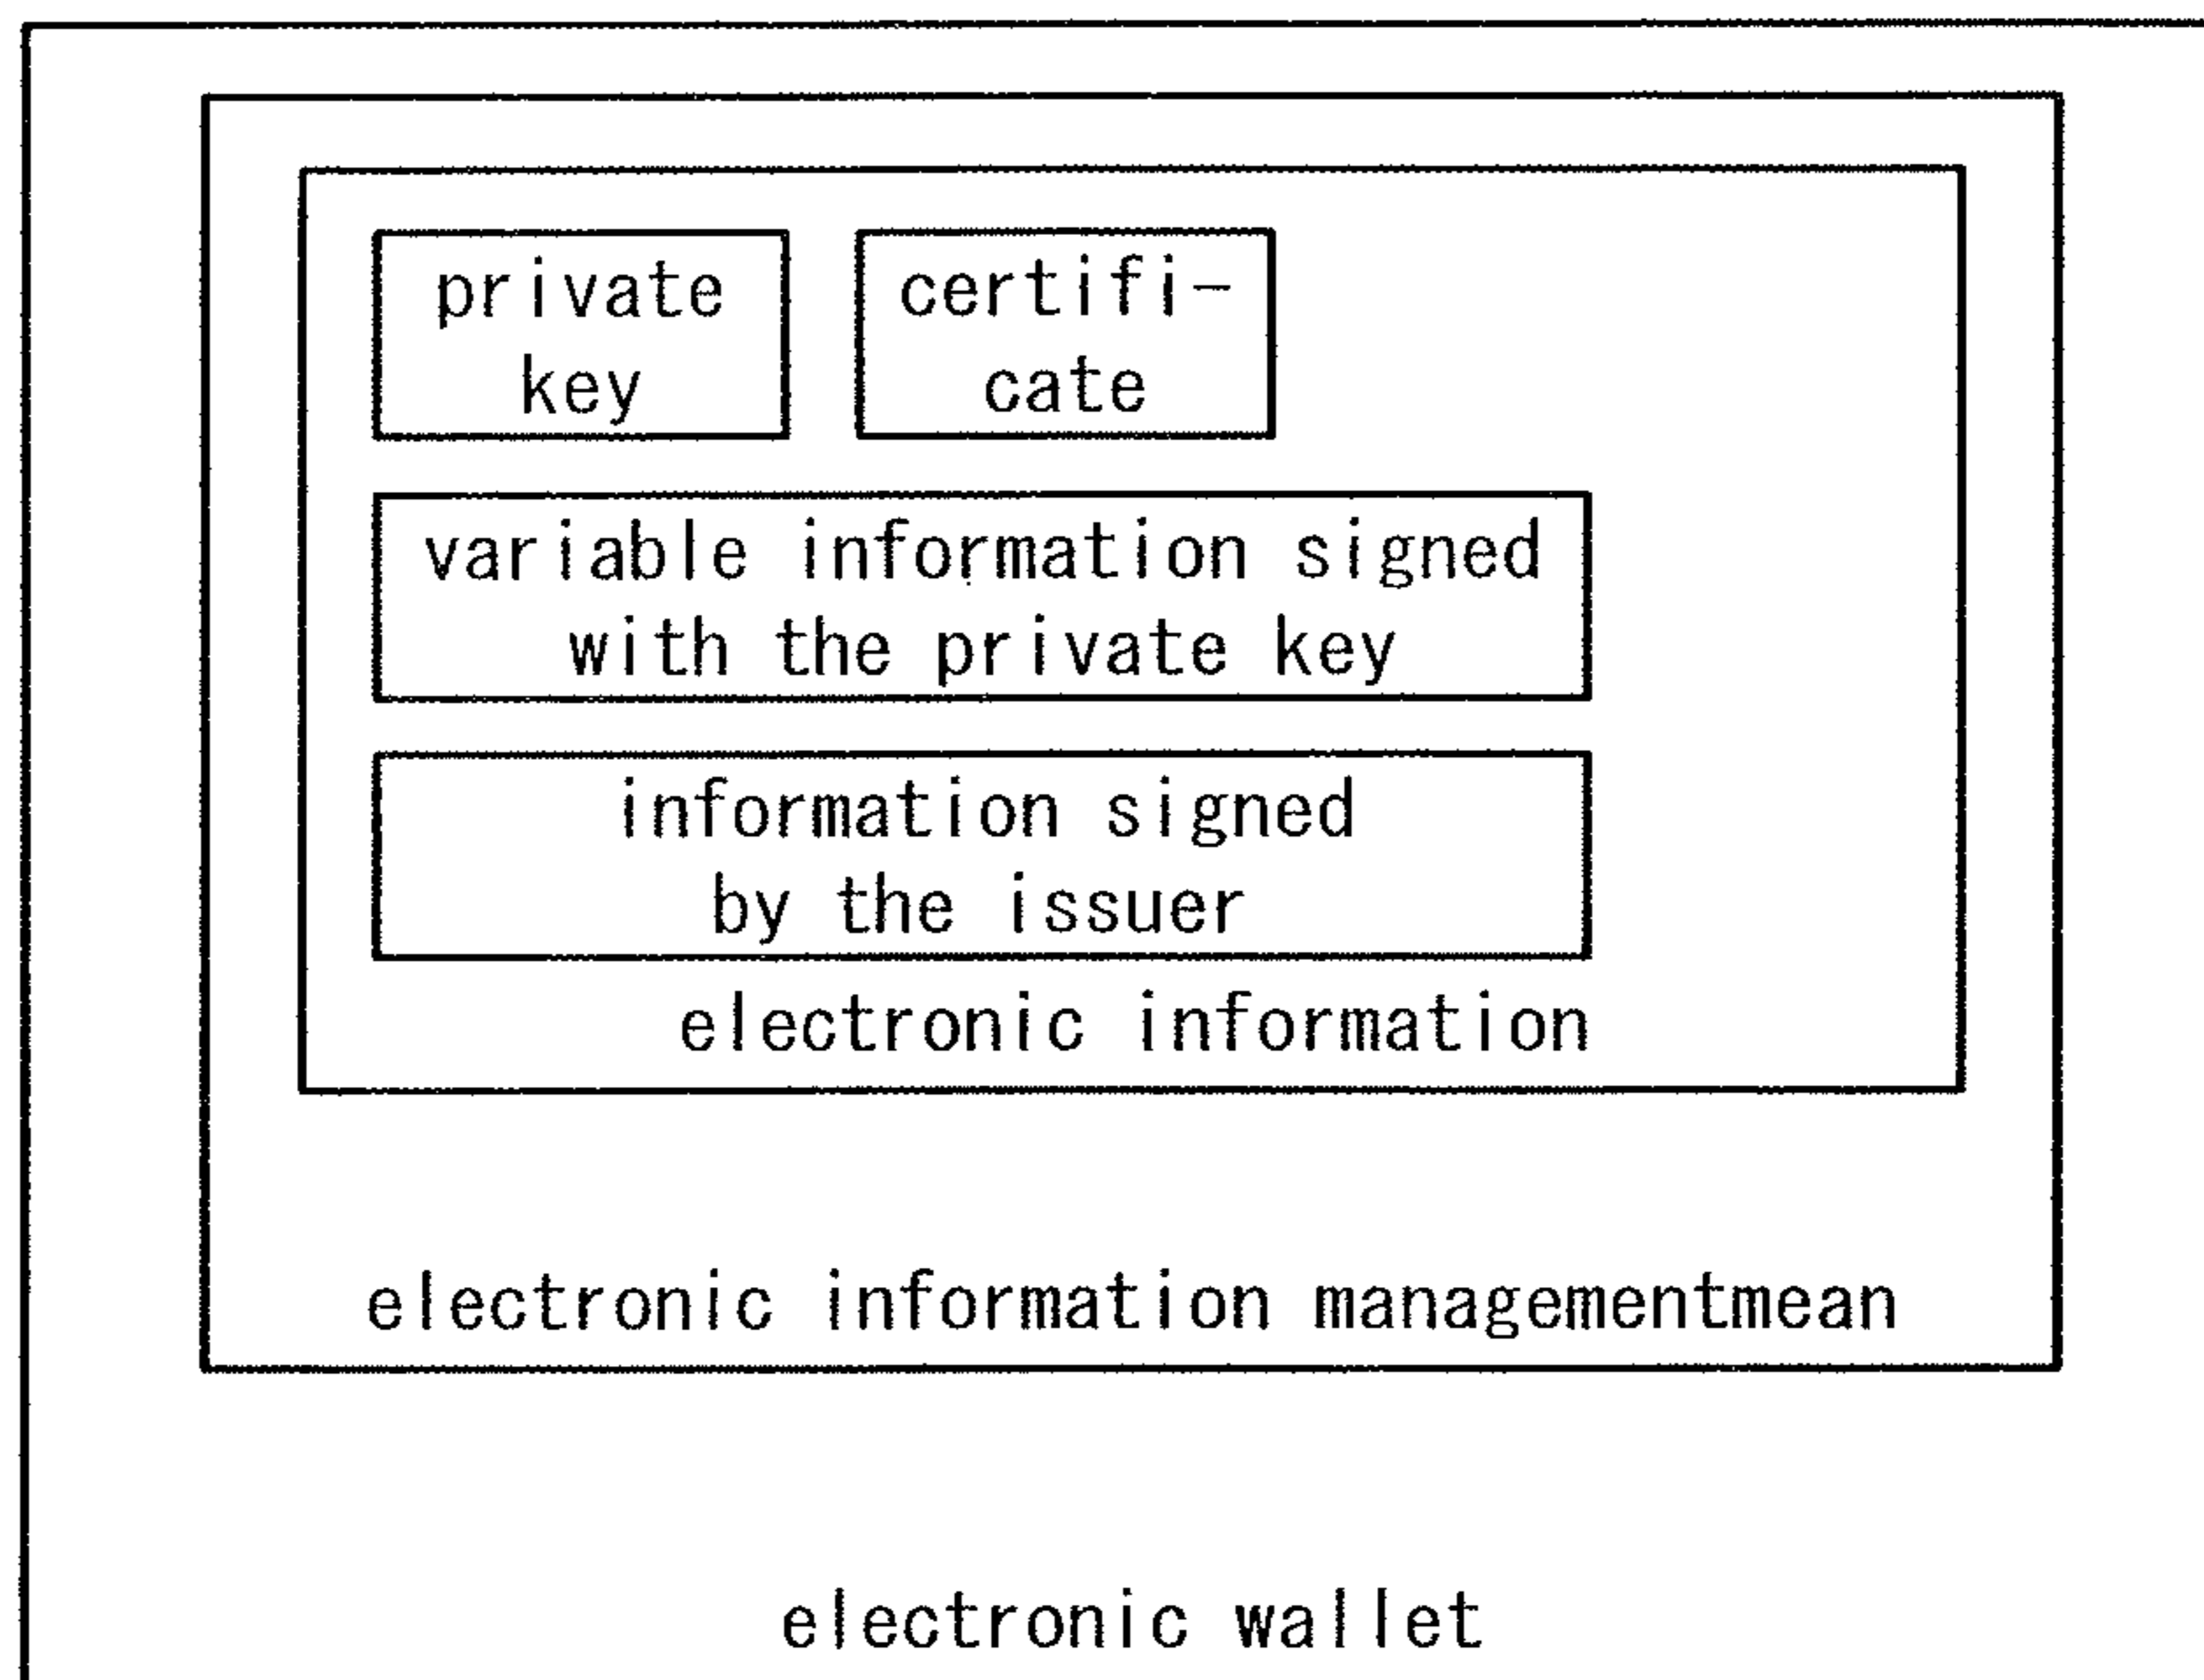 private
key
certifi-
cate
variable information signed
with the private key
information signed
by the issuer
electronic information
electronic information managementmean
electronic wallet